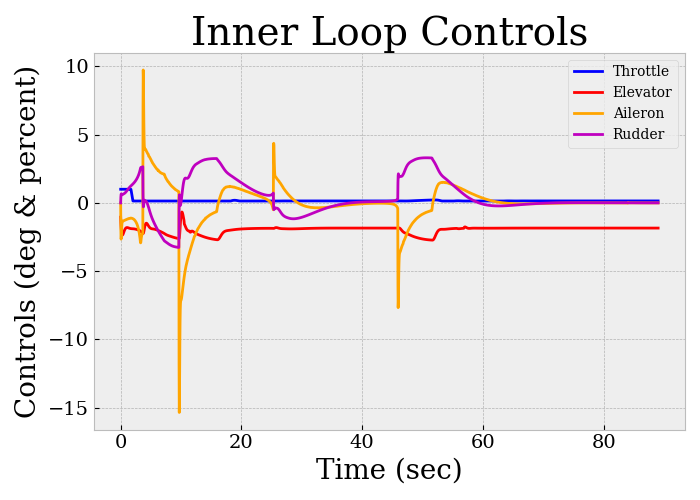 Inner Loop Controls
Controls (deg & percent)
10
5
0
−5
−10
−15
Throttle
Elevator
Aileron
Rudder
0 20 40 60 80
Time (sec)